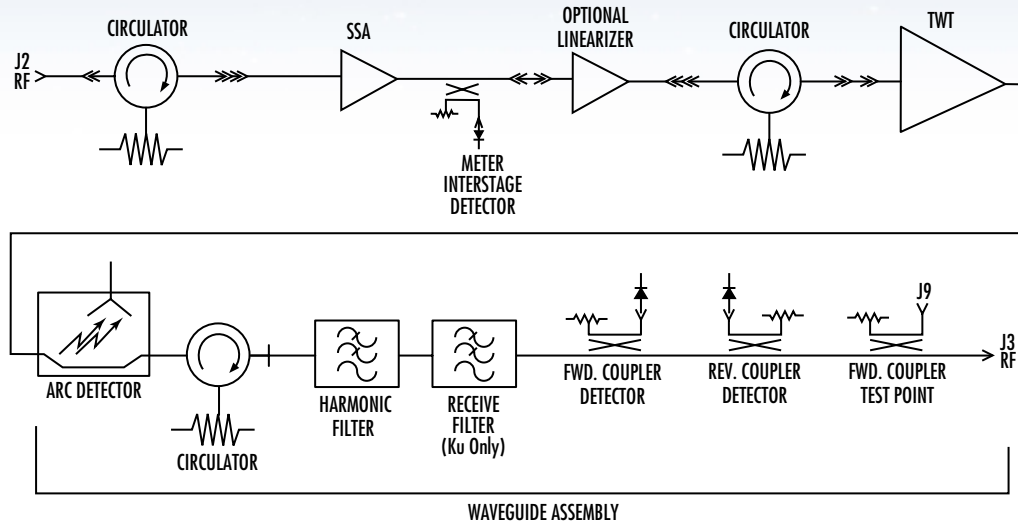 J2
RF
CIRCULATOR
SSA
METER
INTERSTAGE
DETECTOR
OPTIONAL
LINEARIZER
CIRCULATOR
TWT
ARC DETECTOR
CIRCULATOR
HARMONIC
FILTER
RECEIVE
FILTER
(Ku Only)
FWD. COUPLER
DETECTOR
REV. COUPLER
DETECTOR
J9
FWD. COUPLER
TEST POINT
J3
RF
WAVEGUIDE ASSEMBLY